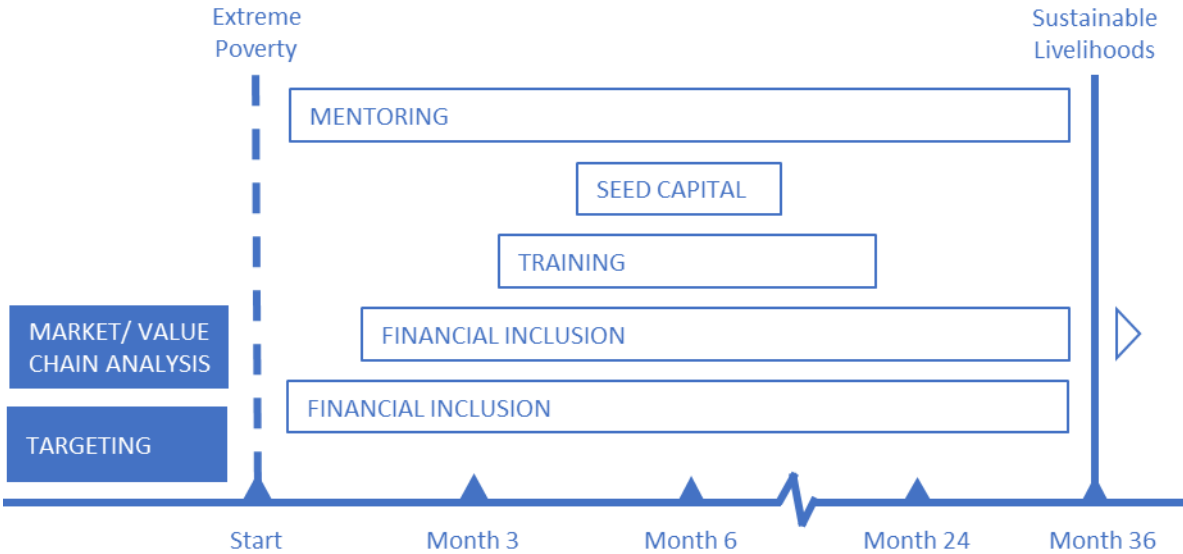 Extreme
Poverty
Sustainable
Livelihoods
MENTORING
SEED CAPITAL
TRAINING
MARKET/ VALUE
CHAIN ANALYSIS
FINANCIAL INCLUSION
FINANCIAL INCLUSION
TARGETING
Start
Month 3
Month 6
Month 24
Month 36